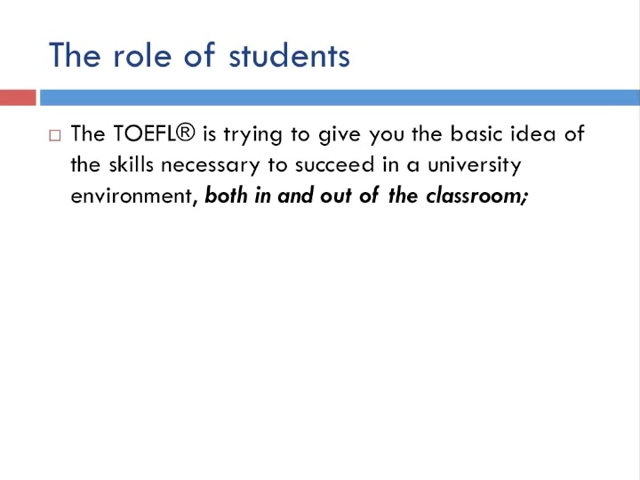 The role of students
The TOEFL® is trying to give you the basic idea of
the skills necessary to succeed in a university
environment, both in and out of the classroom;